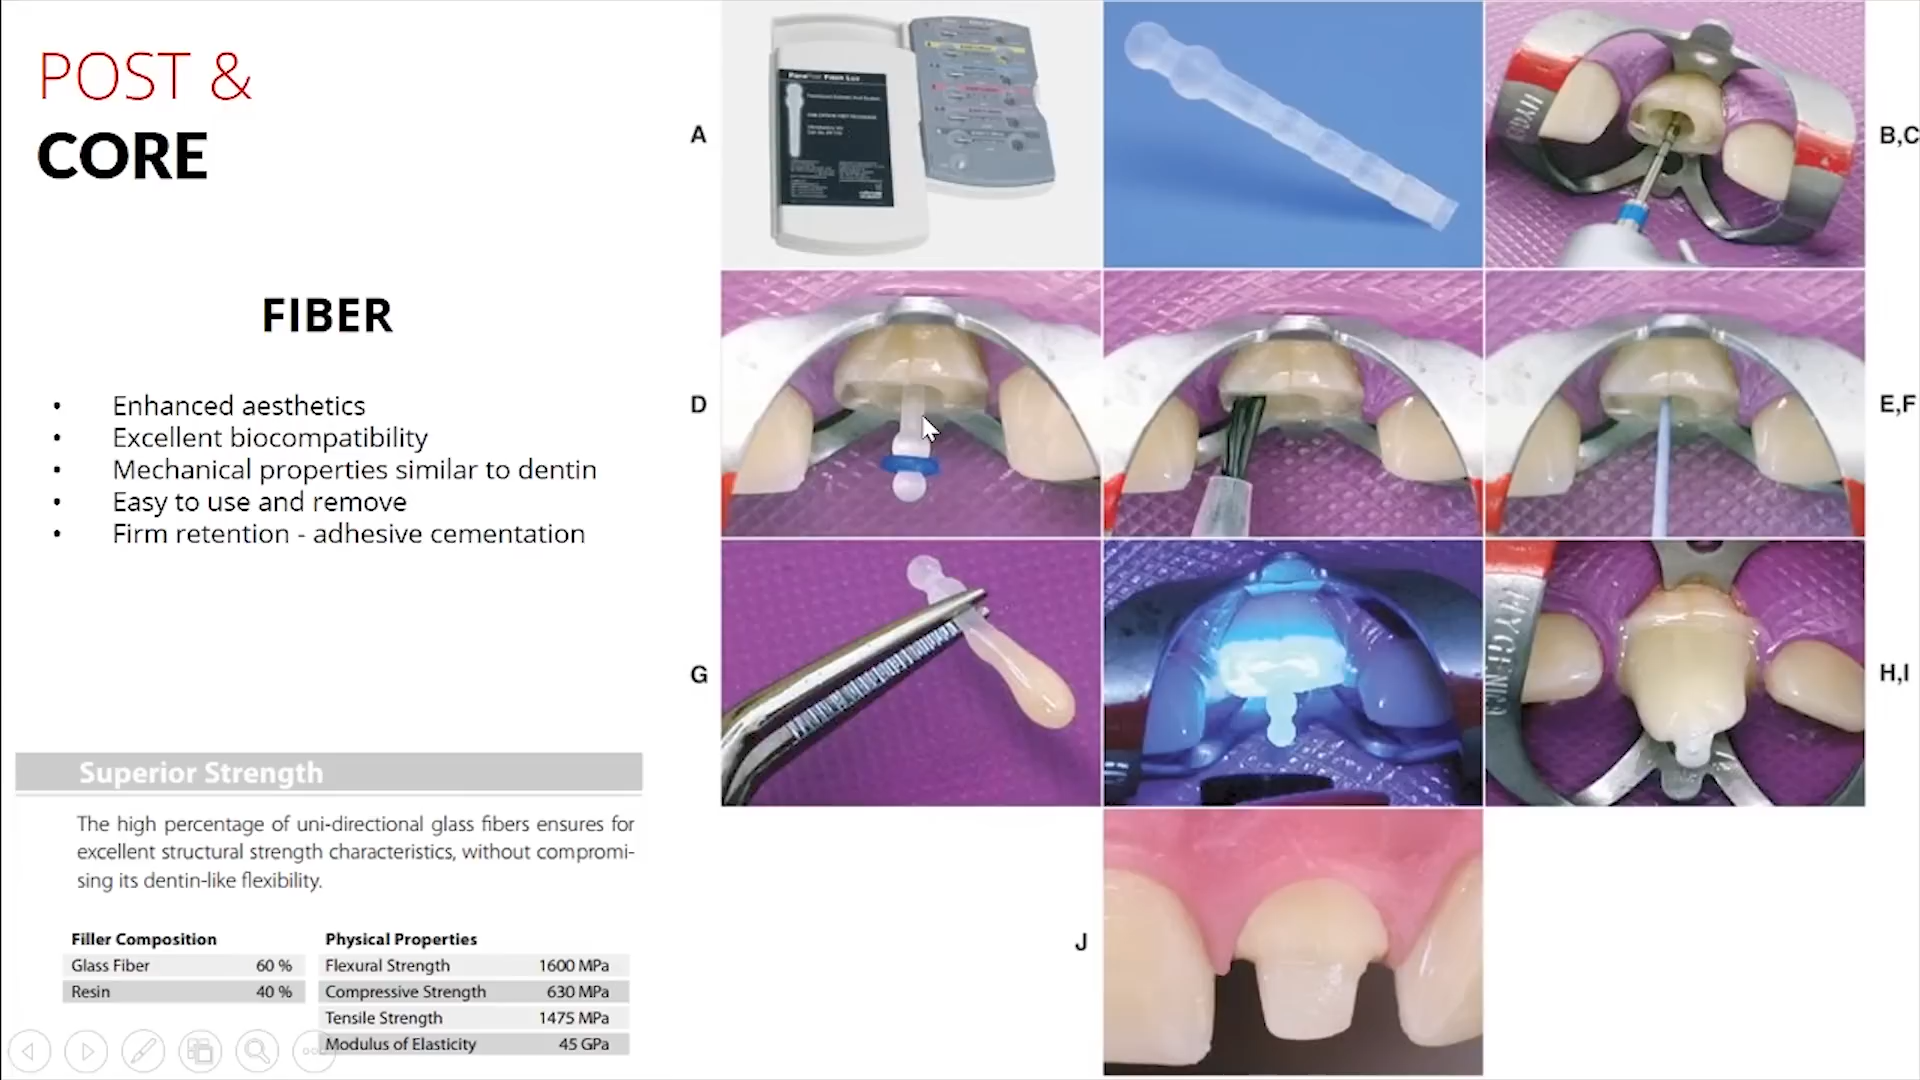 POST &
CORE
FIBER
• Enhanced aesthetics
• Excellent biocompatibility
• Mechanical properties similar to dentin
• Easy to use and remove
• Firm retention - adhesive cementation
Superior Strength
The high percentage of uni-directional glass fibers ensures for
excellent structural strength characteristics, without compromi-
sing its dentin-like flexibility.
Filler Composition
Glass Fiber 60 %
Resin 40 %
Physical Properties
Flexural Strength 1600 MPa
Compressive Strength 630 MPa
Tensile Strength 1475 MPa
Modulus of Elasticity 45 GPa
A
B,C
D
E,F
G
H,I
J
ParaPost Fiber Lux